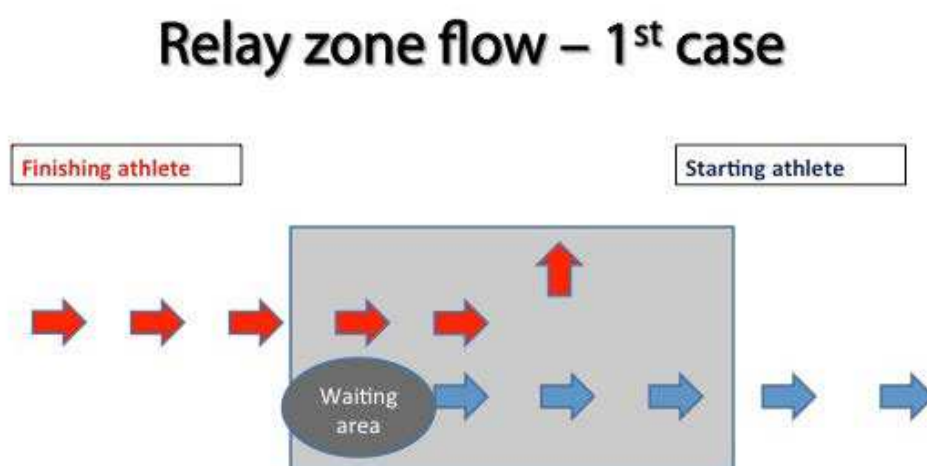 Relay zone flow – 1st case
Finishing athlete
Starting athlete
Waiting
area